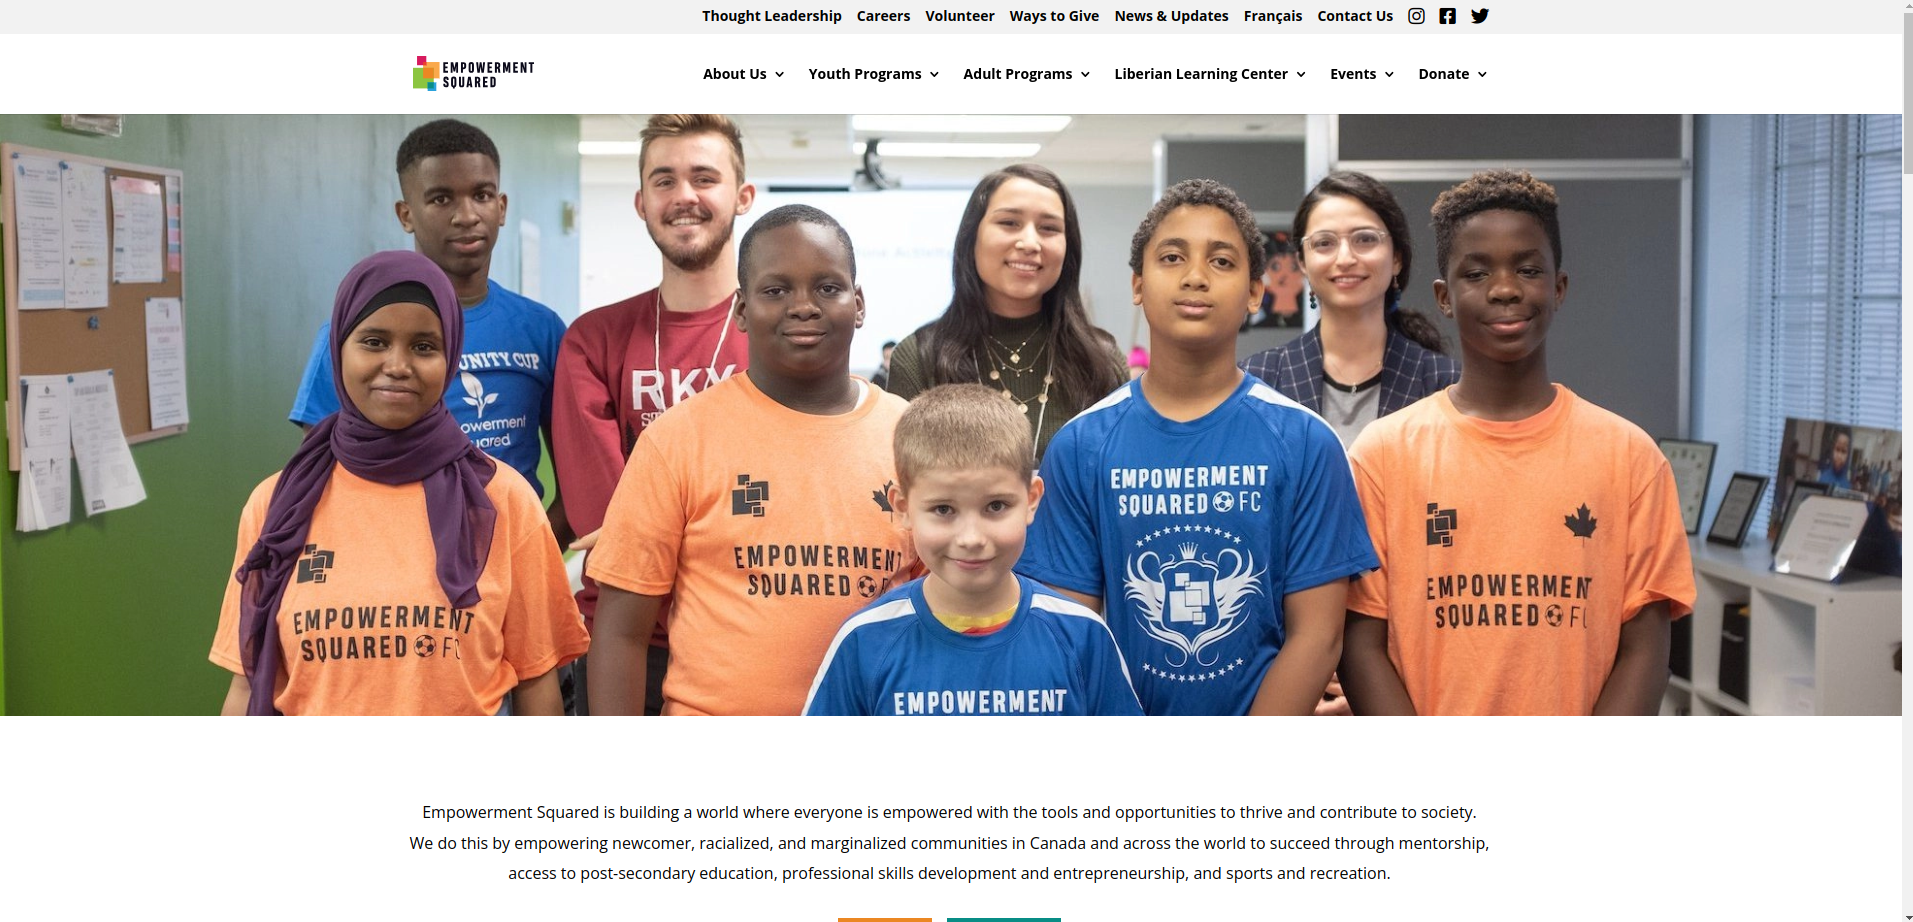 Thought Leadership Careers Volunteer Ways to Give News & Updates Français Contact Us
EMPOWERMENT
SQUARED
About Us Youth Programs Adult Programs Liberian Learning Center Events Donate
UNITY CUP
owerment
uared
RKY
EMPOWERMENT
SQUARED FC
EMPOWERMENT
SQUARED
EMPOWERMENT
EMPOWERMENT
SQUARED FC
EMPOWERMEN
SQUARED
Empowerment Squared is building a world where everyone is empowered with the tools and opportunities to thrive and contribute to society.
We do this by empowering newcomer, racialized, and marginalized communities in Canada and across the world to succeed through mentorship,
access to post-secondary education, professional skills development and entrepreneurship, and sports and recreation.